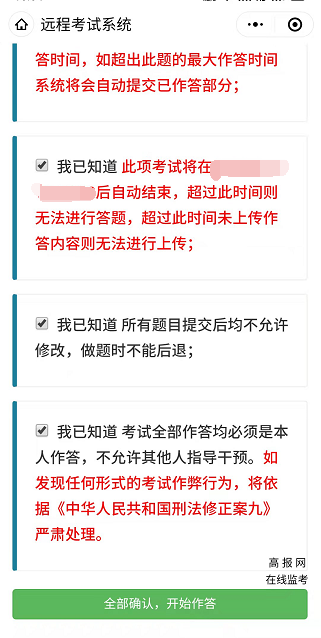 远程考试系统
答时间，如超出此题的最大作答时间
系统将会自动提交已作答部分；
我已知道 此项考试将在
后自动结束，超过此时间则
无法进行答题，超过此时间未上传作
答内容则无法进行上传；
我已知道 所有题目提交后均不允许
修改，做题时不能后退；
我已知道 考试全部作答均必须是本
人作答，不允许其他人指导干预。如
发现任何形式的考试作弊行为，将依
据《中华人民共和国刑法修正案九》
严肃处理。
高报网
在线监考
全部确认，开始作答